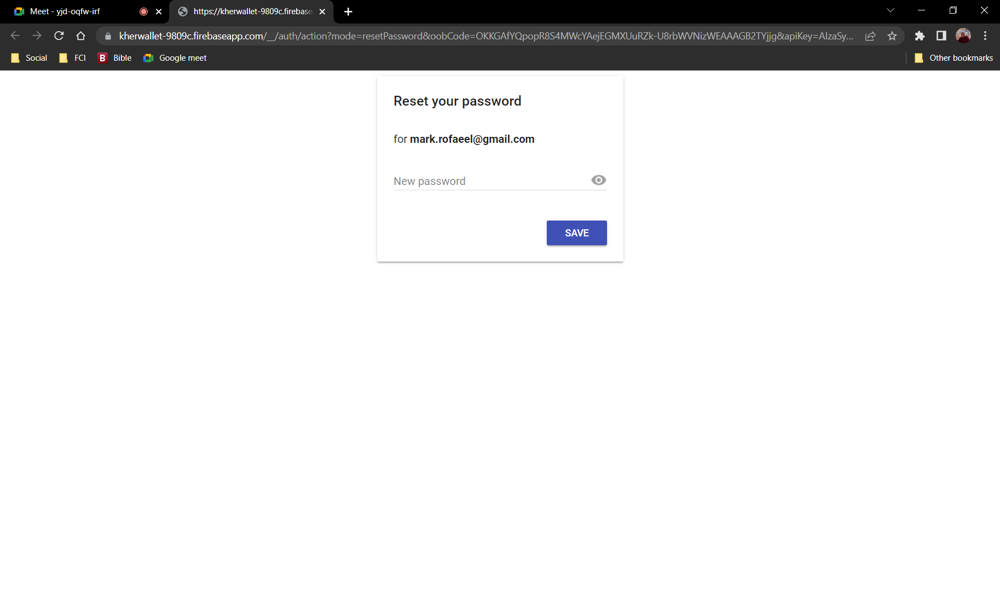 Meet - yjd-oqfw-irf
https://kherwallet-9809c.firebase
kherwallet-9809c.firebaseapp.com/__/auth/action?mode=resetPassword&oobCode=OKKGAfYQpopR8S4MWcYAejEGMXUuRZk-U8rbWVNizWEAAAGB2TYjjg&apiKey=AIzaSy...
Social FCI B Bible Google meet Other bookmarks
Reset your password
for mark.rofaeel@gmail.com
New password
SAVE